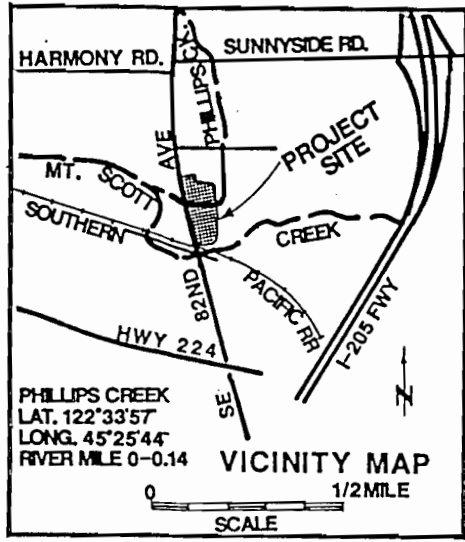 HARMONY RD.
SUNNYSIDE RD.
PHILLIPS CK.
AVE
PROJECT
SITE
MT. SCOTT
CREEK
SOUTHERN
PACIFIC RR
82ND
SE
I-205 FWY
HWY 224
N
PHILLIPS CREEK
LAT. 122°33'57"
LONG. 45°25'44"
RIVER MILE 0-0.14
VICINITY MAP
0 1/2 MILE
SCALE